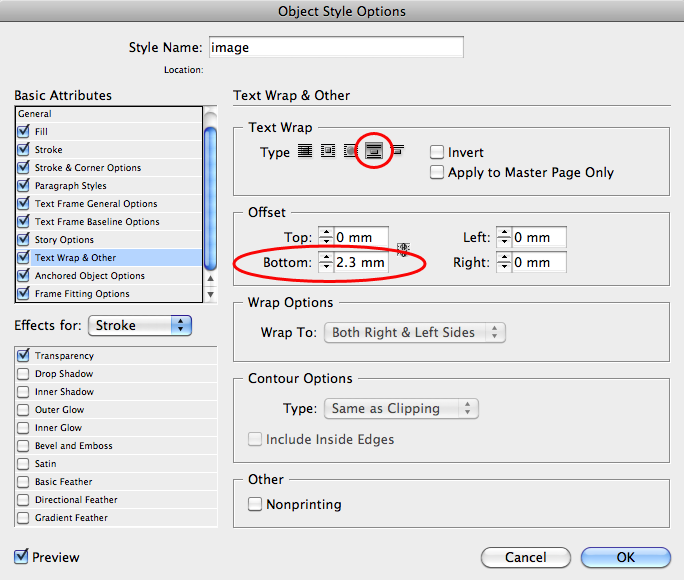 Object Style Options
Style Name: image
Location:
Basic Attributes
General
Fill
Stroke
Stroke & Corner Options
Paragraph Styles
Text Frame General Options
Text Frame Baseline Options
Story Options
Text Wrap & Other
Anchored Object Options
Frame Fitting Options
Effects for: Stroke
Transparency
Drop Shadow
Inner Shadow
Outer Glow
Inner Glow
Bevel and Emboss
Satin
Basic Feather
Directional Feather
Gradient Feather
Preview
Text Wrap & Other
Text Wrap
Type
Invert
Apply to Master Page Only
Offset
Top: 0 mm Left: 0 mm
Bottom: 2.3 mm Right: 0 mm
Wrap Options
Wrap To: Both Right & Left Sides
Contour Options
Type: Same as Clipping
Include Inside Edges
Other
Nonprinting
Cancel OK